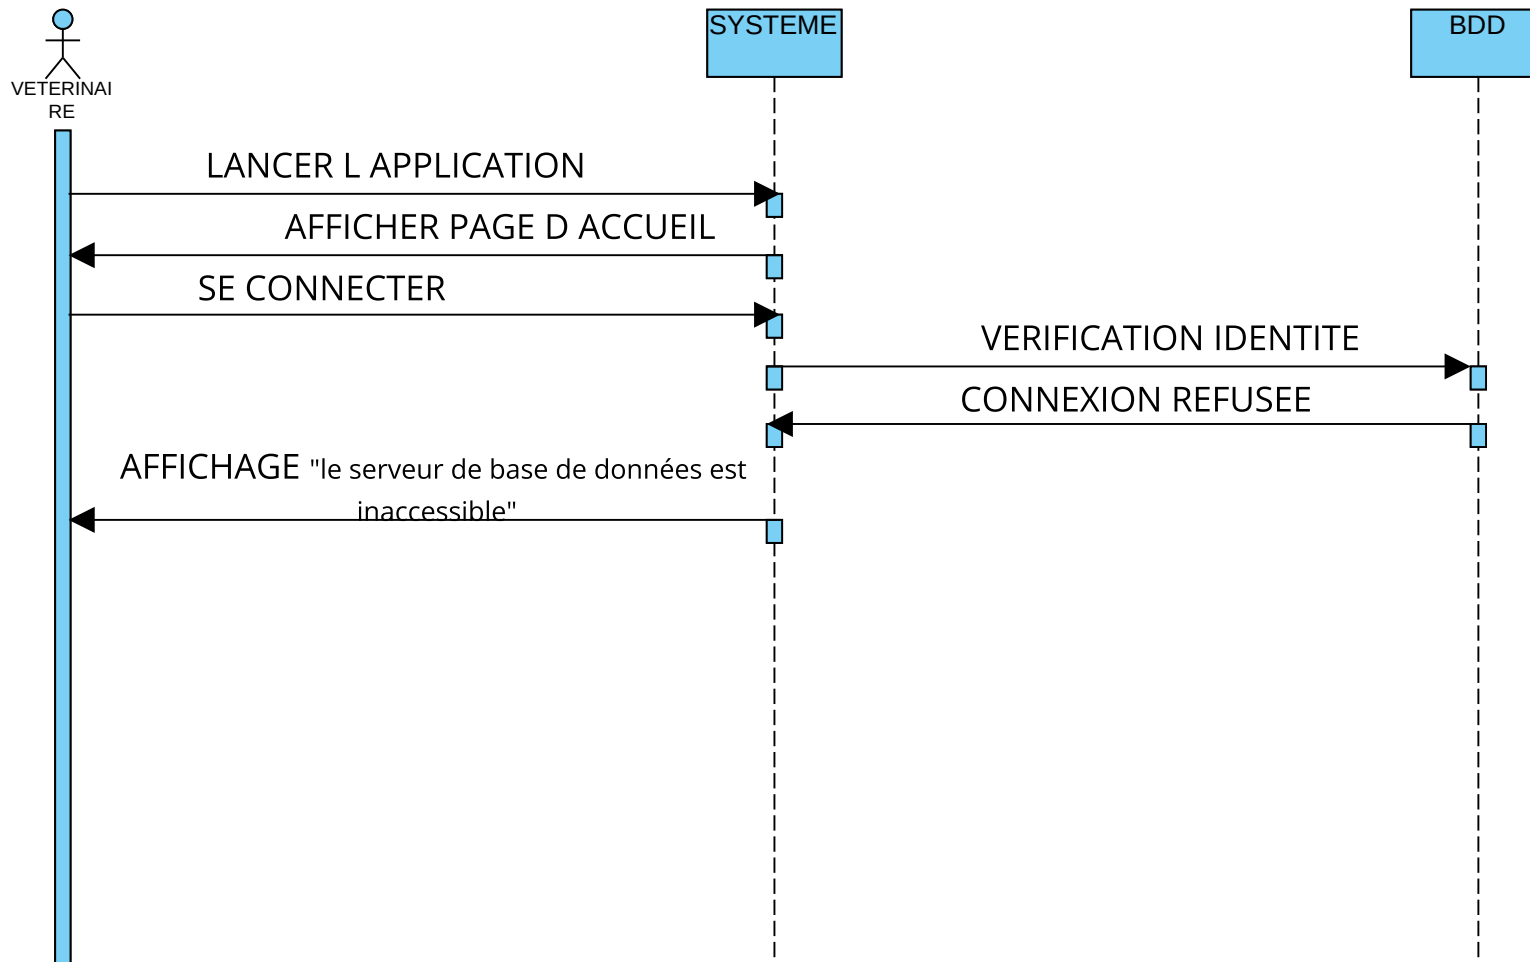 VETERINAI
RE
SYSTEME
BDD
LANCER L APPLICATION
AFFICHER PAGE D ACCUEIL
SE CONNECTER
VERIFICATION IDENTITE
CONNEXION REFUSEE
AFFICHAGE "le serveur de base de données est
inaccessible"